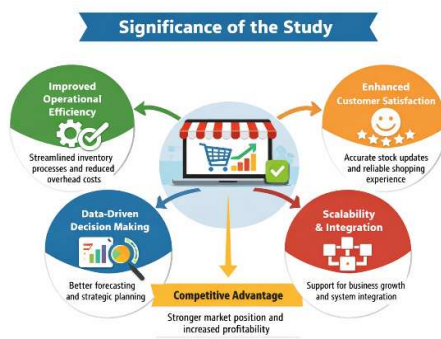 Significance of the Study
Improved
Operational
Efficiency
Streamlined inventory
processes and reduced
overhead costs
Enhanced
Customer Satisfaction
Accurate stock updates
and reliable shopping
experience
Data-Driven
Decision Making
Better forecasting
and strategic planning
Scalability
& Integration
Support for business growth
and system integration
Competitive Advantage
Stronger market position and
increased profitability